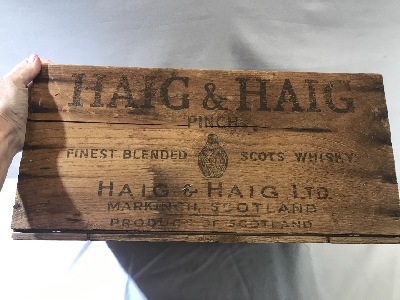 HAIG & HAIG
PINCH
FINEST BLENDED SCOTS WHISKY
HAIG & HAIG LTD.
MARKINCH, SCOTLAND
PRODUCT OF SCOTLAND